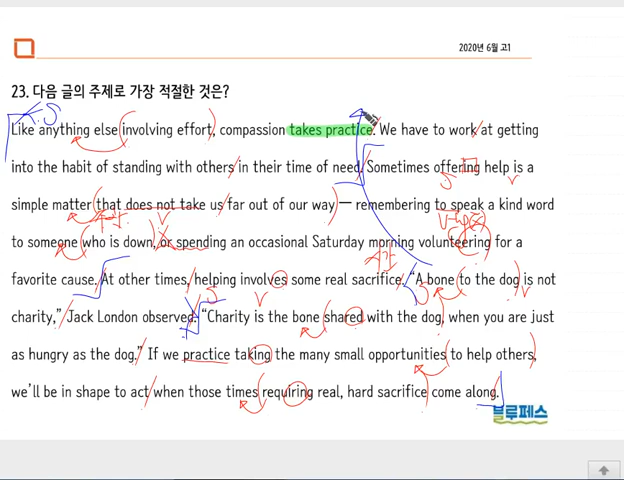 2020년 6월 고1
23. 다음 글의 주제로 가장 적절한 것은?
Like anything else involving effort, compassion takes practice. We have to work at getting
into the habit of standing with others in their time of need. Sometimes offering help is a
simple matter that does not take us far out of our way — remembering to speak a kind word
to someone who is down, or spending an occasional Saturday morning volunteering for a
favorite cause. At other times, helping involves some real sacrifice. “A bone to the dog is not
charity,” Jack London observed. “Charity is the bone shared with the dog, when you are just
as hungry as the dog.” If we practice taking the many small opportunities to help others,
we’ll be in shape to act when those times requiring real, hard sacrifice come along.
블루페스